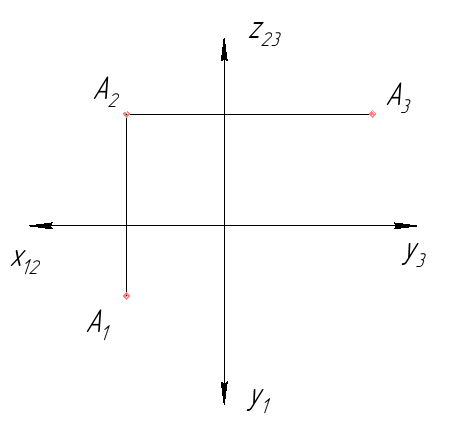 z₂₃
A₂
A₃
x₁₂
y₃
A₁
y₁